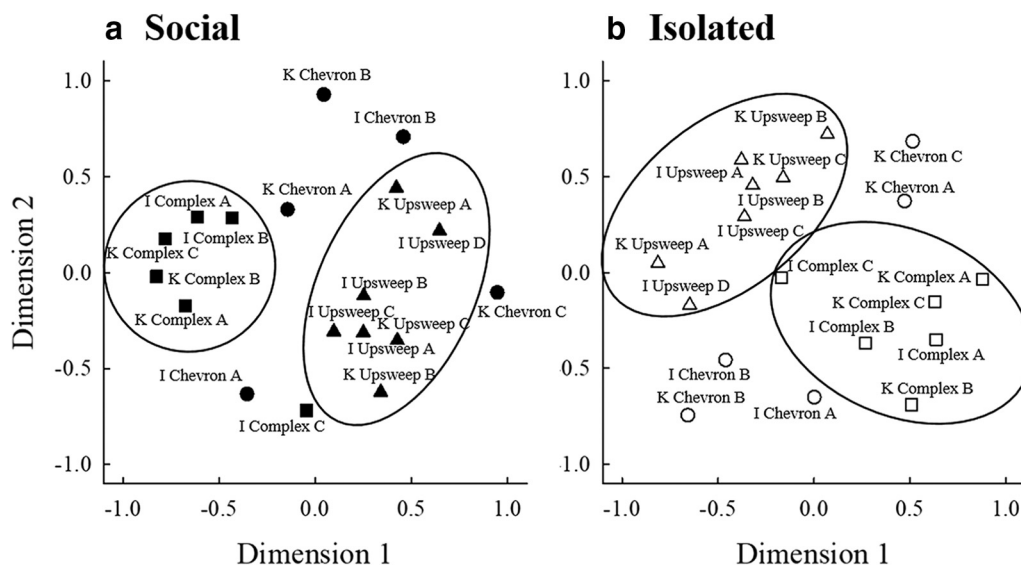 a Social
1.0
0.5
0.0
-0.5
-1.0
Dimension 2
K Chevron B
I Chevron B
K Chevron A
I Complex A
I Complex B
K Complex C
K Complex B
K Complex A
K Upsweep A
I Upsweep D
I Upsweep B
I Upsweep C
K Upsweep C
I Upsweep A
K Upsweep B
K Chevron C
I Chevron A
I Complex C
-1.0
-0.5
0.0
0.5
1.0
Dimension 1
b Isolated
1.0
0.5
0.0
-0.5
-1.0
K Upsweep B
K Chevron C
I Upsweep A
K Upsweep C
K Chevron A
I Upsweep B
I Upsweep C
K Upsweep A
I Upsweep D
I Complex C
K Complex A
K Complex C
I Complex B
I Complex A
I Chevron B
K Chevron B
I Chevron A
K Complex B
-1.0
-0.5
0.0
0.5
1.0
Dimension 1